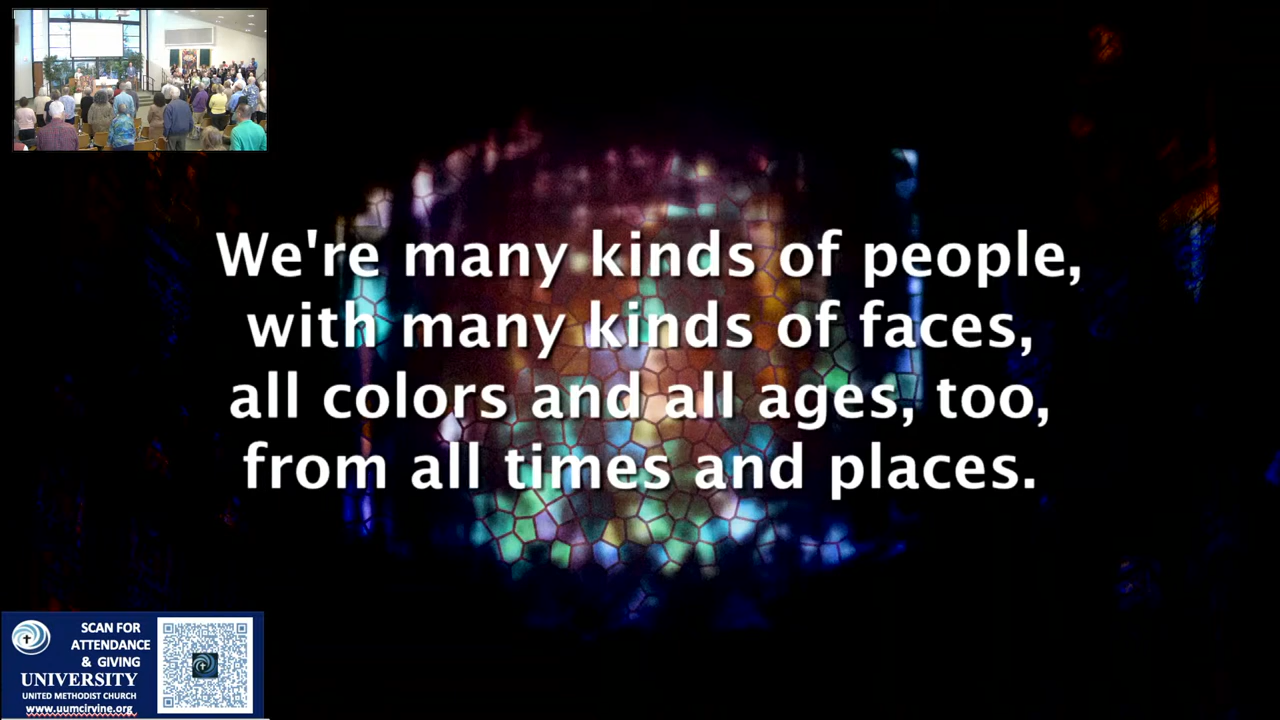 We're many kinds of people,
with many kinds of faces,
all colors and all ages, too,
from all times and places.
SCAN FOR
ATTENDANCE
& GIVING
UNIVERSITY
UNITED METHODIST CHURCH
www.uumcirvine.org